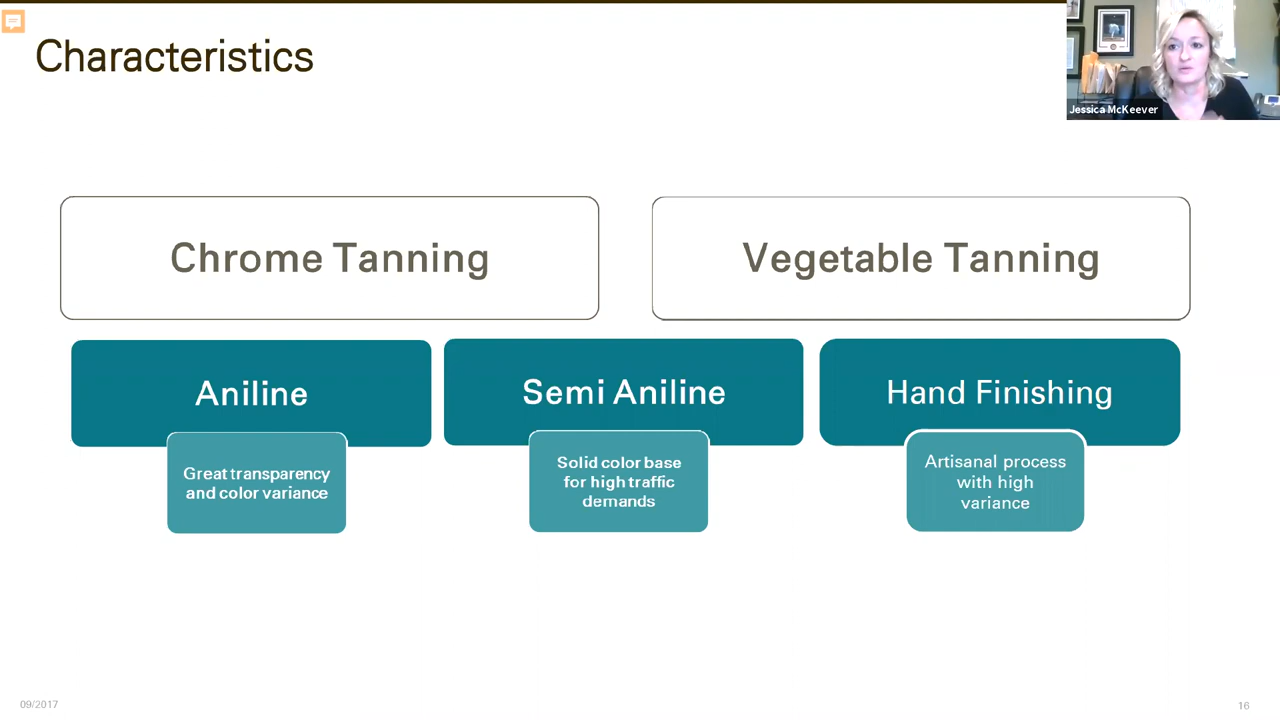 Characteristics
Jessica McKeever
Chrome Tanning
Vegetable Tanning
Aniline
Semi Aniline
Hand Finishing
Great transparency
and color variance
Solid color base
for high traffic
demands
Artisanal process
with high
variance
09/2017
16